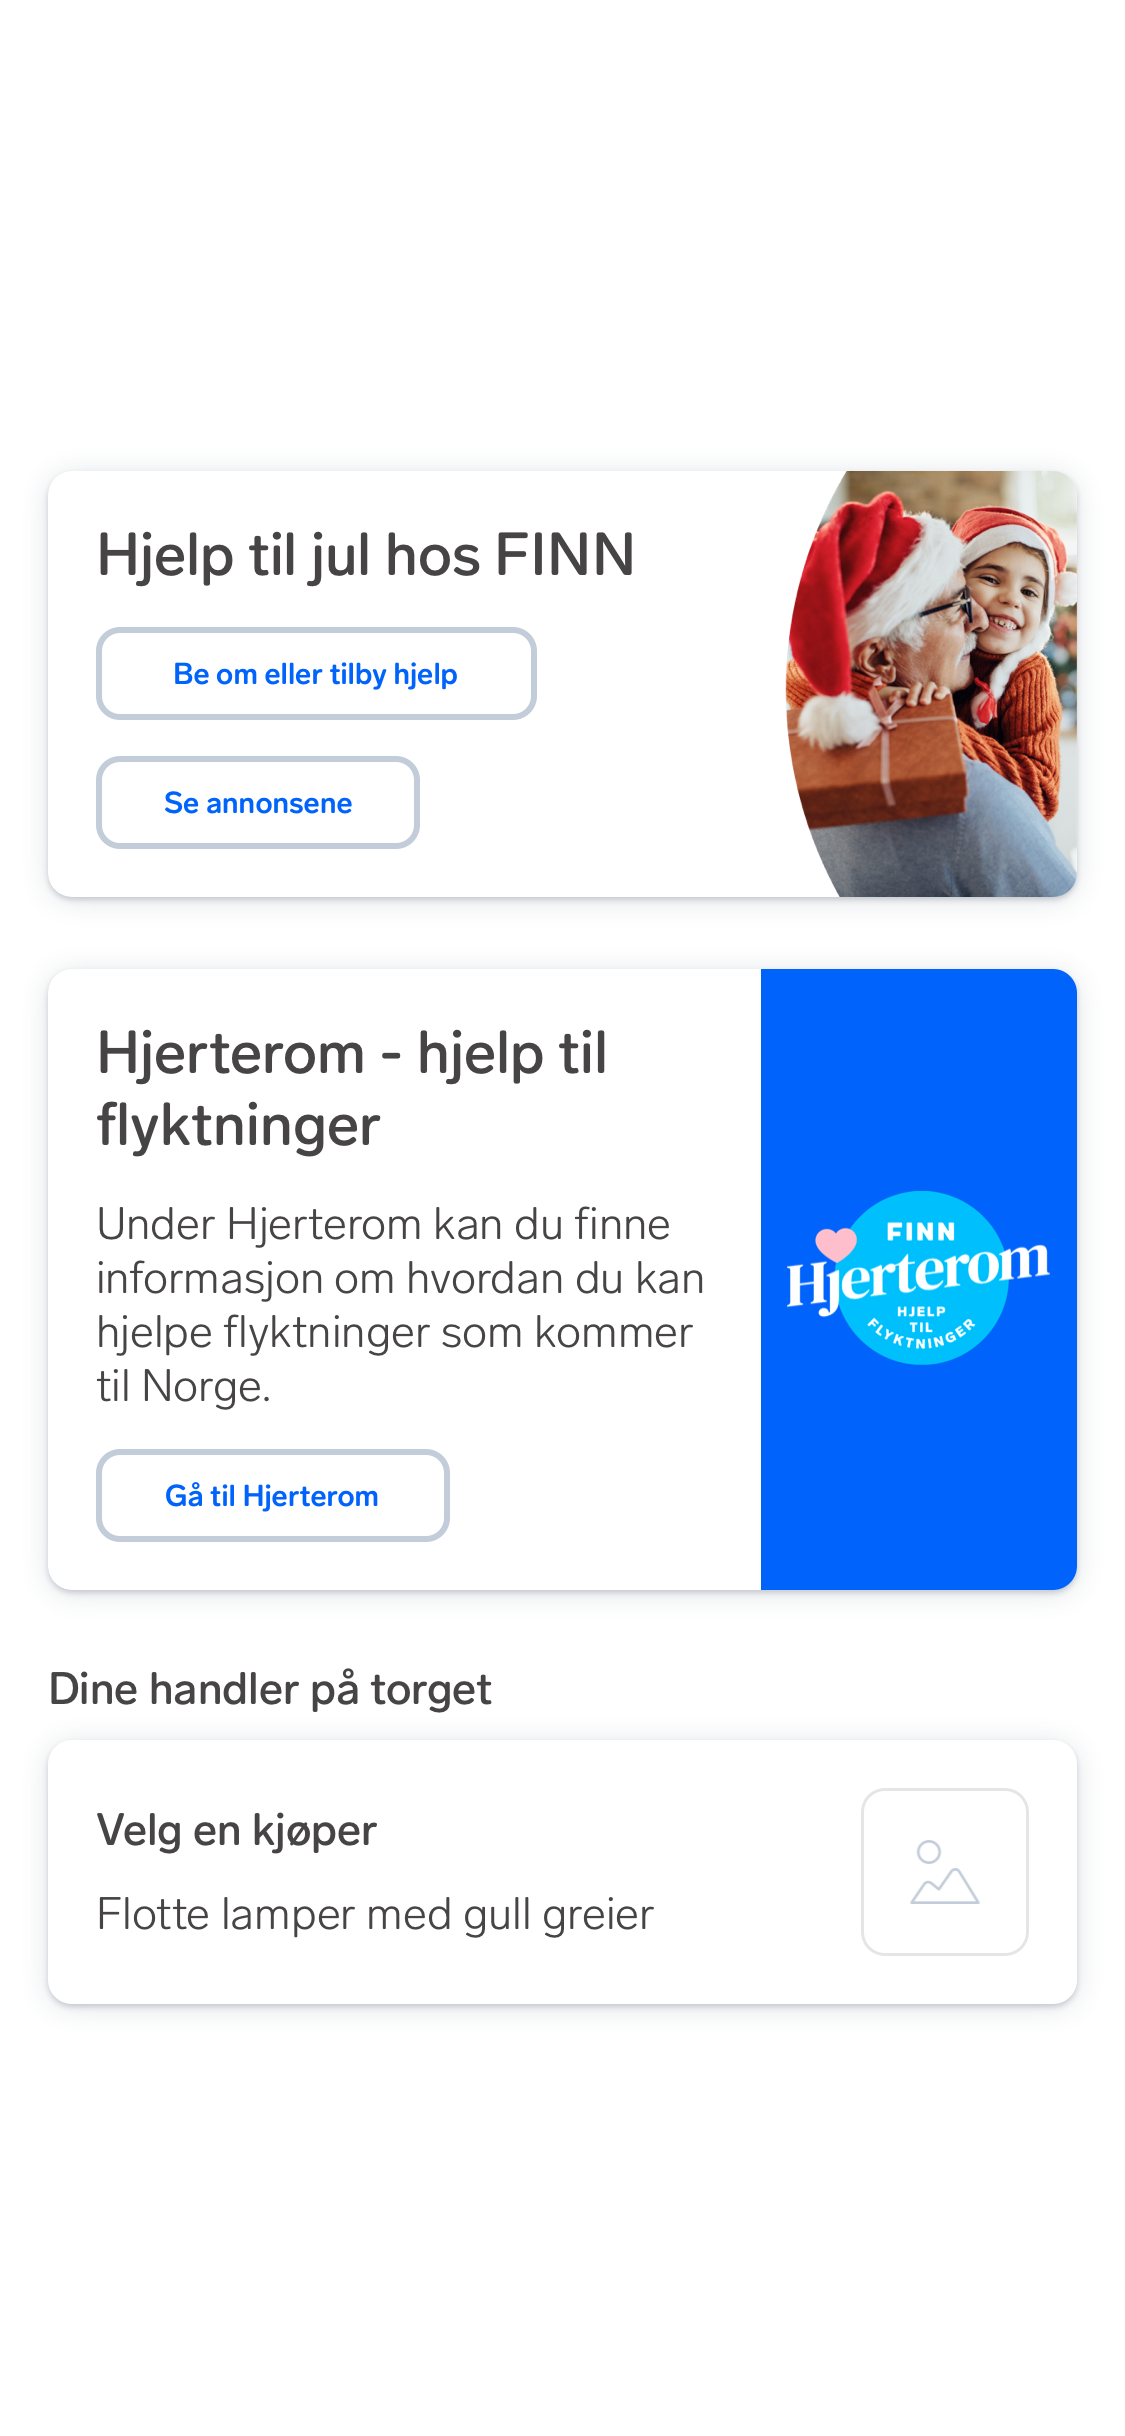 Hjelp til jul hos FINN
Be om eller tilby hjelp
Se annonsene
Hjerterom - hjelp til
flyktninger
Under Hjerterom kan du finne
informasjon om hvordan du kan
hjelpe flyktninger som kommer
til Norge.
Gå til Hjerterom
FINN
Hjerterom
HJELP
TIL
FLYKTNINGER
Dine handler på torget
Velg en kjøper
Flotte lamper med gull greier